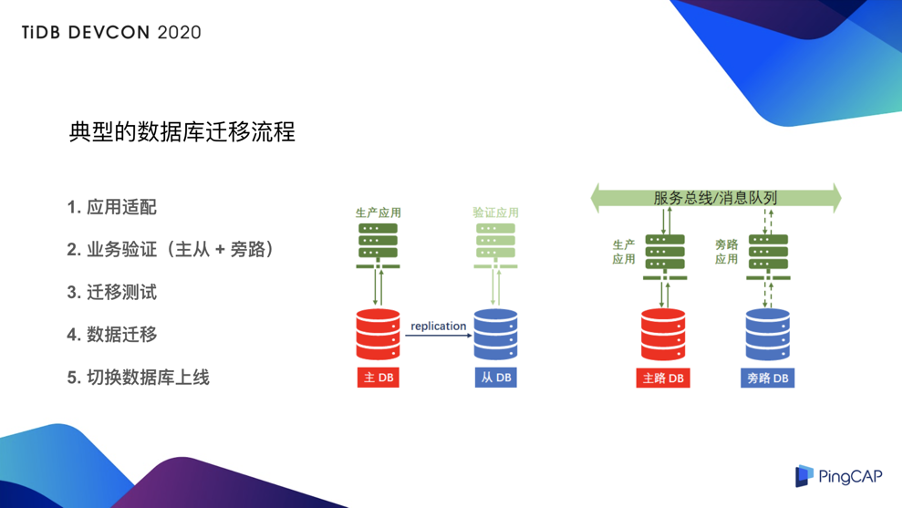 TiDB DEVCON 2020
典型的数据库迁移流程
1. 应用适配
2. 业务验证（主从 + 旁路）
3. 迁移测试
4. 数据迁移
5. 切换数据库上线
生产应用
验证应用
replication
主 DB
从 DB
服务总线/消息队列
生产
应用
旁路
应用
主路 DB
旁路 DB
PingCAP